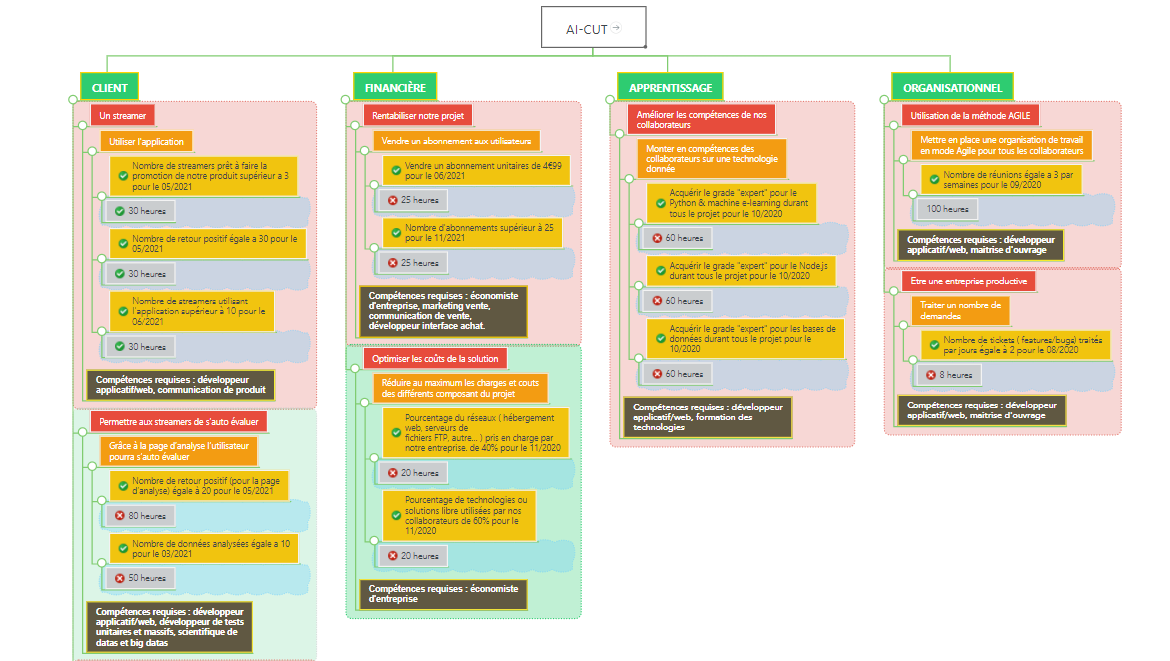 AI-CUT
CLIENT
Un streamer
Utiliser l'application
Nombre de streamers prêt à faire la
promotion de notre produit supérieur a 3
pour le 05/2021
30 heures
Nombre de retour positif égale a 30 pour le
05/2021
30 heures
Nombre de streamers utilisant
l'application supérieur à 10 pour le
06/2021
30 heures
Compétences requises : développeur
applicatif/web, communication de produit
Permettre aux streamers de s'auto évaluer
Grâce à la page d'analyse l'utilisateur
pourra s'auto évaluer
Nombre de retour positif (pour la page
d'analyse) égale à 20 pour le 05/2021
80 heures
Nombre de données analysées égale a 10
pour le 03/2021
50 heures
Compétences requises : développeur
applicatif/web, développeur de tests
unitaires et massifs, scientifique de
datas et big datas
FINANCIÈRE
Rentabiliser notre projet
Vendre un abonnement aux utilisateurs
Vendre un abonnement unitaires de 4€99
pour le 06/2021
25 heures
Nombre d'abonnements supérieur à 25
pour le 11/2021
25 heures
Compétences requises : économiste
d'entreprise, marketing vente,
communication de vente,
développeur interface achat.
Optimiser les coûts de la solution
Réduire au maximum les charges et couts
des différents composant du projet
Pourcentage du réseaux ( hébergement
web, serveurs de
fichiers FTP, autre... ) pris en charge par
notre entreprise, de 40% pour le 11/2020
20 heures
Pourcentage de technologies ou
solutions libre utilisées par nos
collaborateurs de 60% pour le
11/2020
20 heures
Compétences requises : économiste
d'entreprise
APPRENTISSAGE
Améliorer les compétences de nos
collaborateurs
Monter en compétences des
collaborateurs sur une technologie
donnée
Acquérir le grade "expert" pour le
Python & machine e-learning durant
tous le projet pour le 10/2020
60 heures
Acquérir le grade "expert" pour le Node.js
durant tous le projet pour le 10/2020
60 heures
Acquérir le grade "expert" pour les bases de
données durant tous le projet pour le
10/2020
60 heures
Compétences requises : développeur
applicatif/web, formation des
technologies
ORGANISATIONNEL
Utilisation de la méthode AGILE
Mettre en place une organisation de travail
en mode Agile pour tous les collaborateurs
Nombre de réunions égale a 3 par
semaines pour le 09/2020
100 heures
Compétences requises : développeur
applicatif/web, maitrise d'ouvrage
Etre une entreprise productive
Traiter un nombre de
demandes
Nombre de tickets ( features/bugs) traités
par jours égale à 2 pour le 08/2020
8 heures
Compétences requises : développeur
applicatif/web, maitrise d'ouvrage